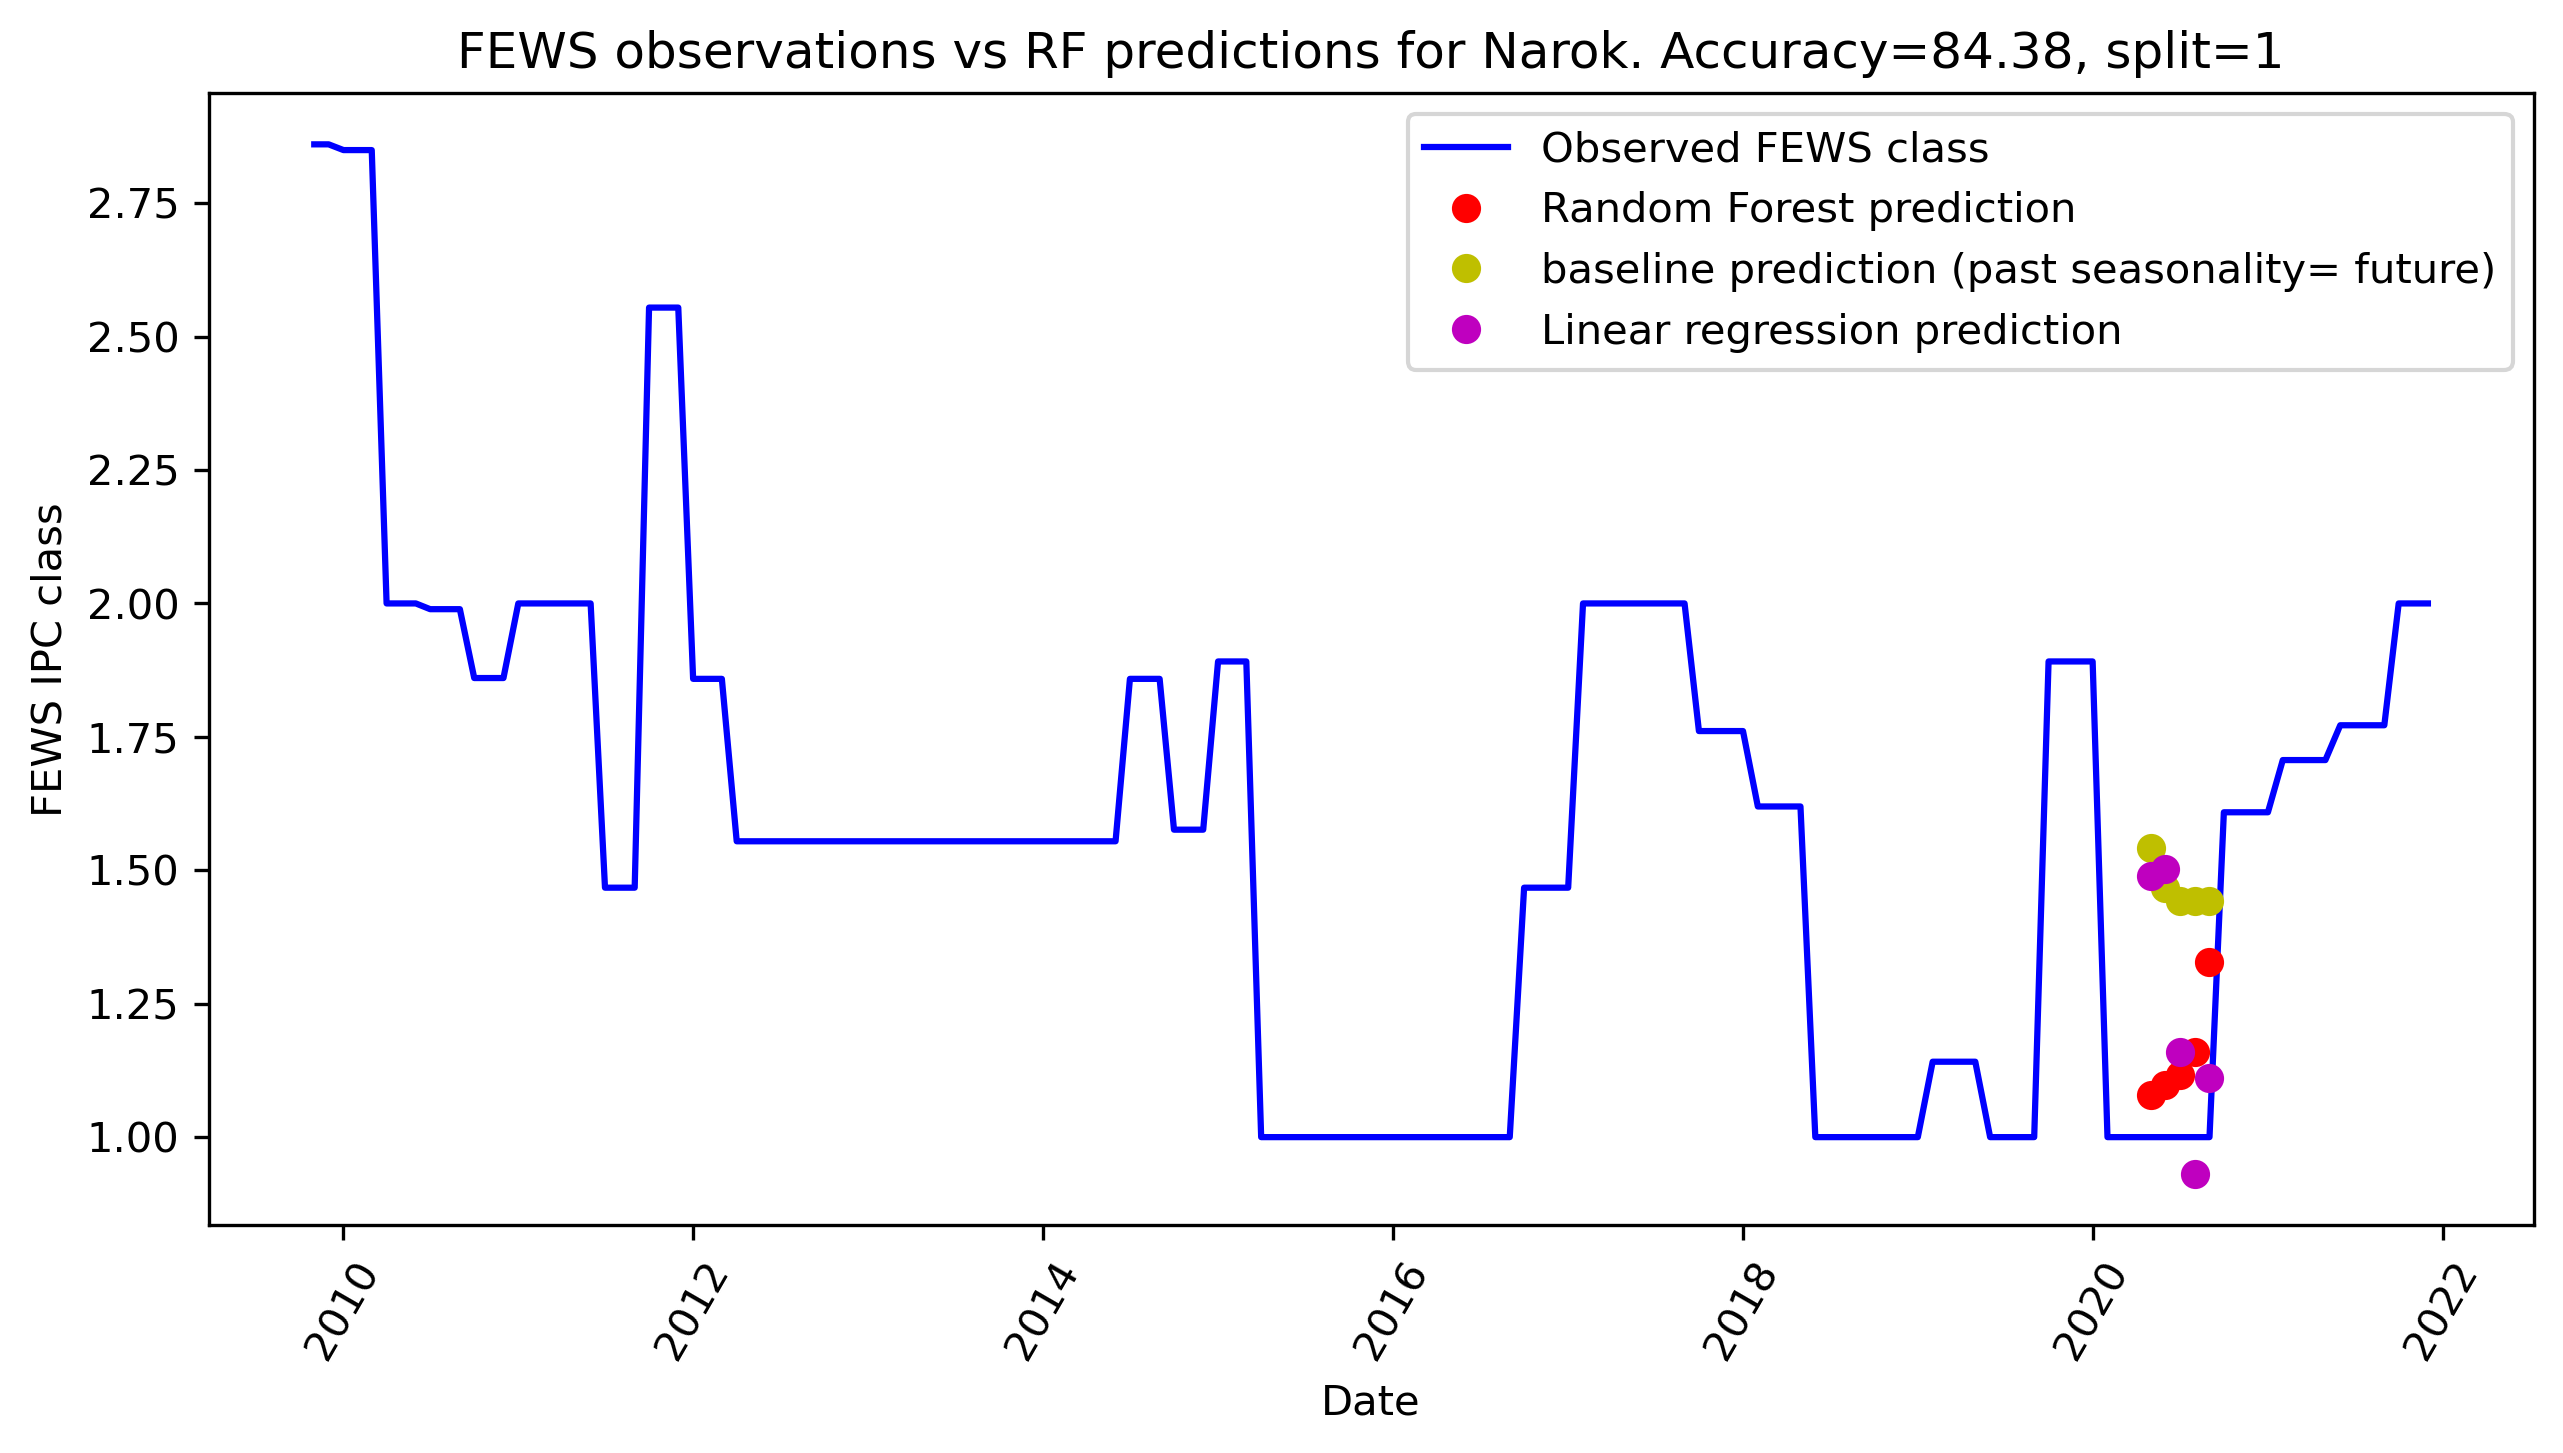 FEWS observations vs RF predictions for Narok. Accuracy=84.38, split=1
Observed FEWS class
Random Forest prediction
baseline prediction (past seasonality= future)
Linear regression prediction
FEWS IPC class
2.75
2.50
2.25
2.00
1.75
1.50
1.25
1.00
2010
2012
2014
2016
2018
2020
2022
Date